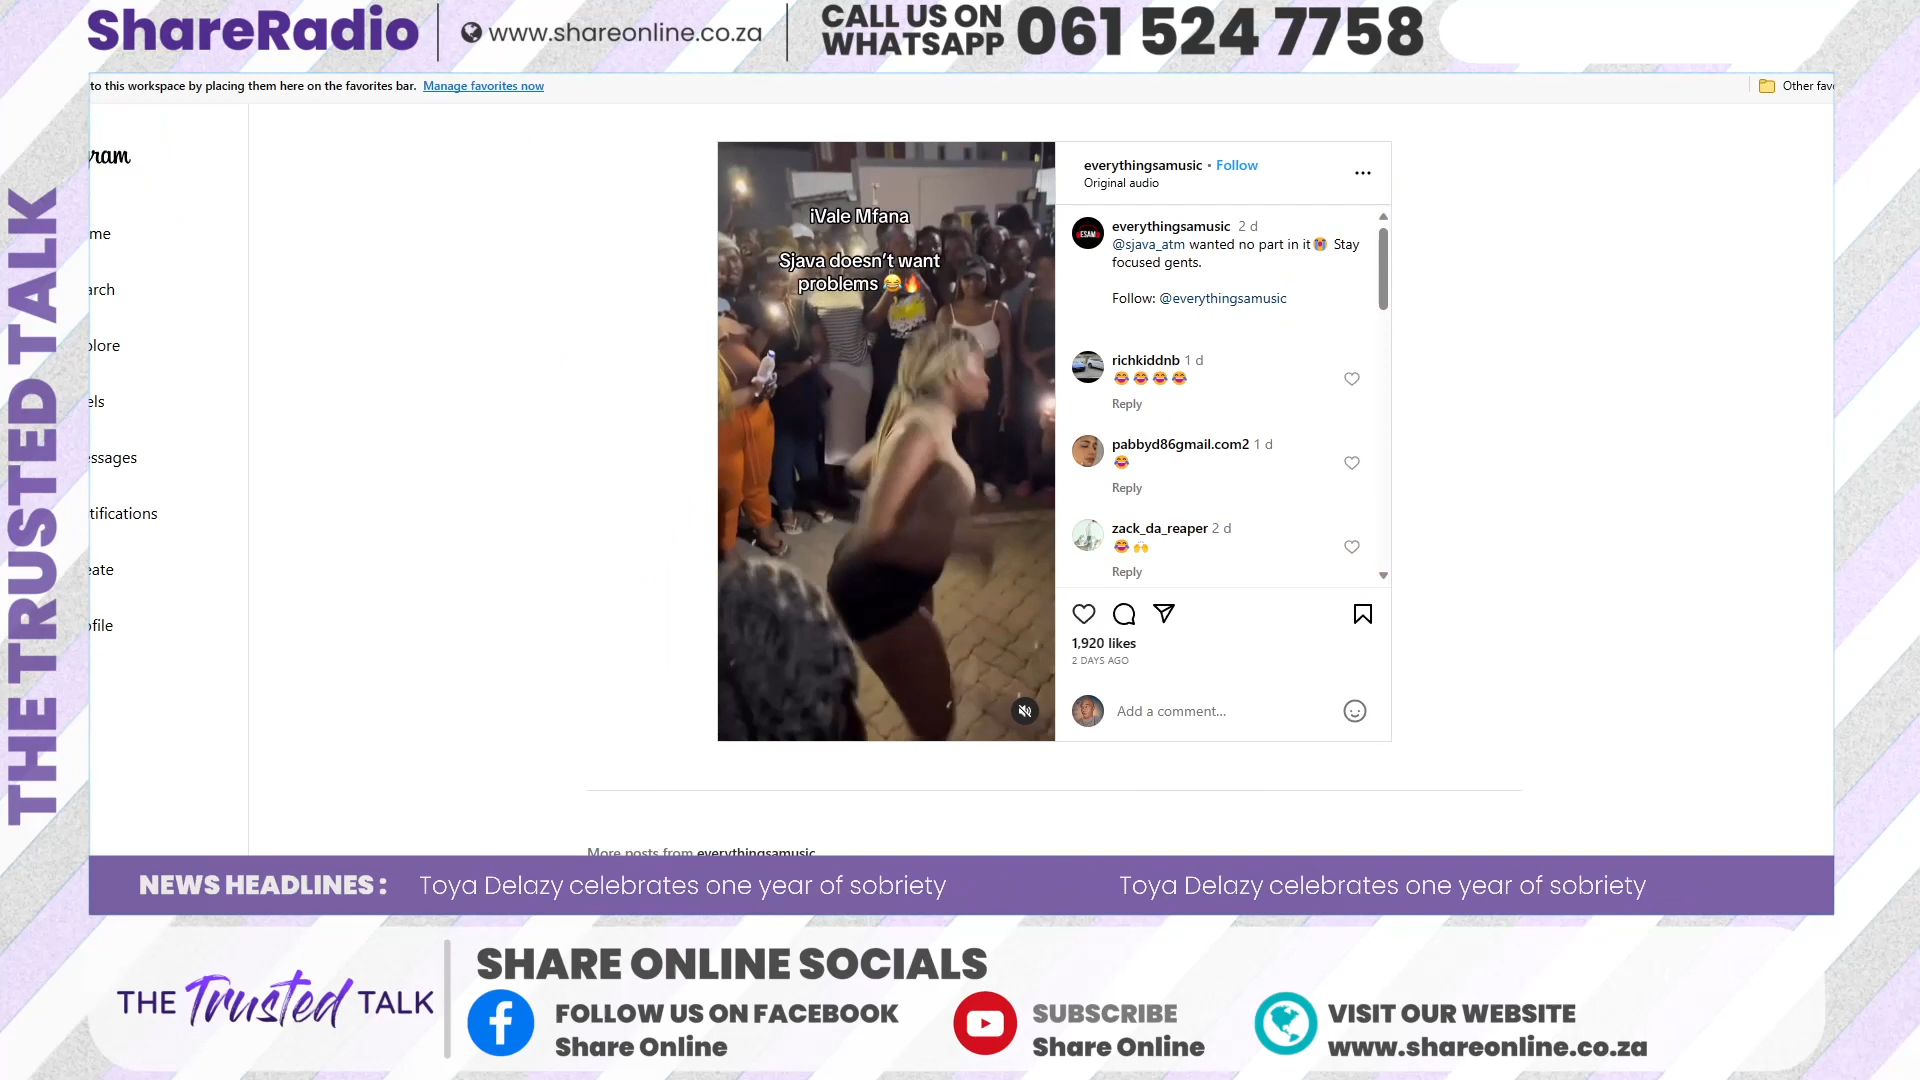 ShareRadio
www.shareonline.co.za
CALL US ON
WHATSAPP
061 524 7758
to this workspace by placing them here on the favorites bar. Manage favorites now
Other fav
THE TRUSTED TALK
ram
me
arch
plore
els
ssages
tifications
eate
ofile
iVale Mfana
Sjava doesn't want
problems 😂🔥
everythingsamusic • Follow
Original audio
ESAM
everythingsamusic 2 d
@sjava_atm wanted no part in it😭 Stay
focused gents.
Follow: @everythingsamusic
richkiddnb 1 d
😂😂😂😂
Reply
pabbyd86gmail.com2 1 d
😂
Reply
zack_da_reaper 2 d
😂🙌
Reply
1,920 likes
2 DAYS AGO
Add a comment...
More posts from everythingsamusic
NEWS HEADLINES : Toya Delazy celebrates one year of sobriety Toya Delazy celebrates one year of sobriety
THE Trusted TALK
SHARE ONLINE SOCIALS
FOLLOW US ON FACEBOOK
Share Online
SUBSCRIBE
Share Online
VISIT OUR WEBSITE
www.shareonline.co.za